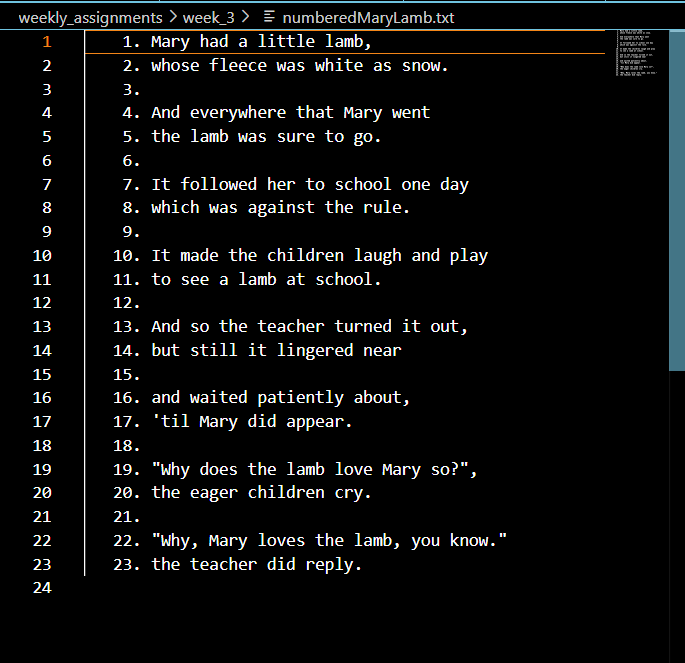 weekly_assignments > week_3 > numberedMaryLamb.txt
1     1. Mary had a little lamb,
2     2. whose fleece was white as snow.
3     3.
4     4. And everywhere that Mary went
5     5. the lamb was sure to go.
6     6.
7     7. It followed her to school one day
8     8. which was against the rule.
9     9.
10    10. It made the children laugh and play
11    11. to see a lamb at school.
12    12.
13    13. And so the teacher turned it out,
14    14. but still it lingered near
15    15.
16    16. and waited patiently about,
17    17. 'til Mary did appear.
18    18.
19    19. "Why does the lamb love Mary so?",
20    20. the eager children cry.
21    21.
22    22. "Why, Mary loves the lamb, you know."
23    23. the teacher did reply.
24